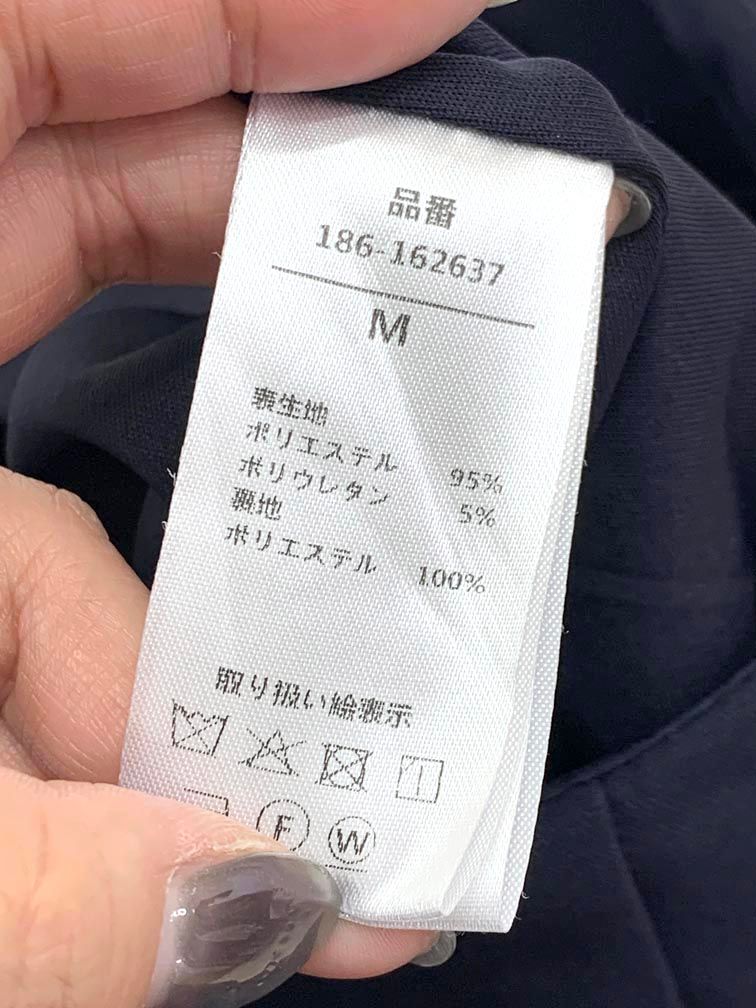 品番
186-162637
M
表生地
ポリエステル 95%
ポリウレタン 5%
裏地
ポリエステル 100%
取り扱い絵表示
F W